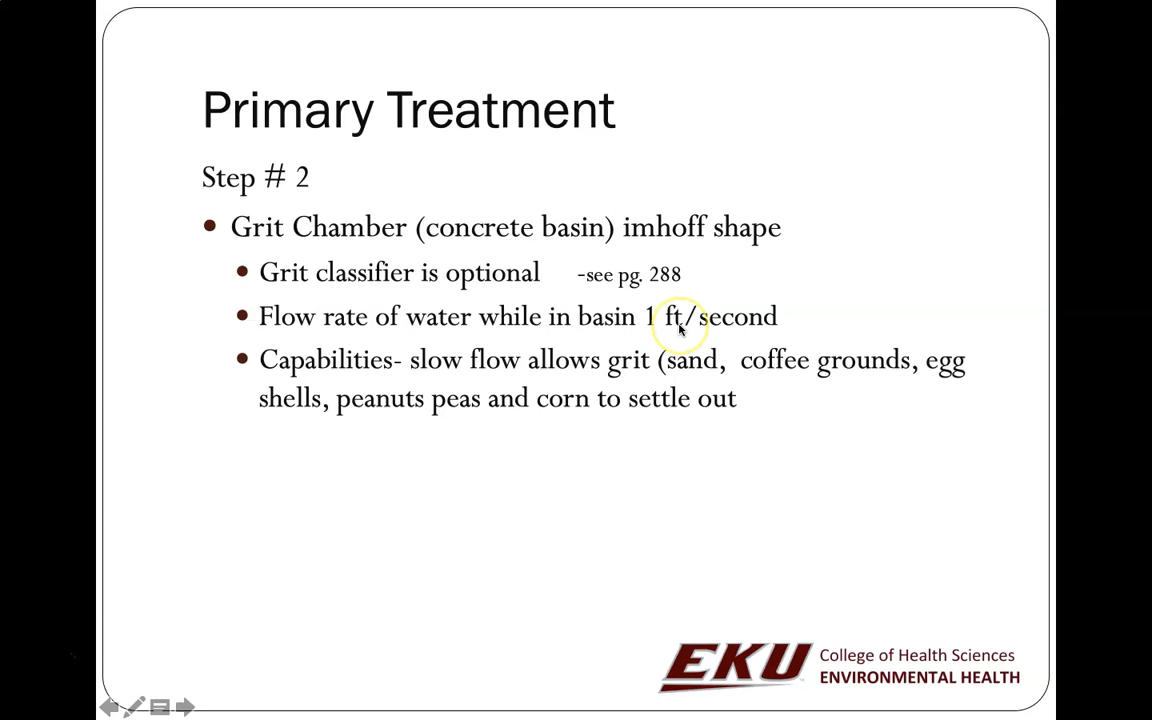 Primary Treatment
Step # 2
Grit Chamber (concrete basin) imhoff shape
Grit classifier is optional -see pg. 288
Flow rate of water while in basin 1 ft/second
Capabilities- slow flow allows grit (sand, coffee grounds, egg
shells, peanuts peas and corn to settle out
EKU College of Health Sciences
ENVIRONMENTAL HEALTH